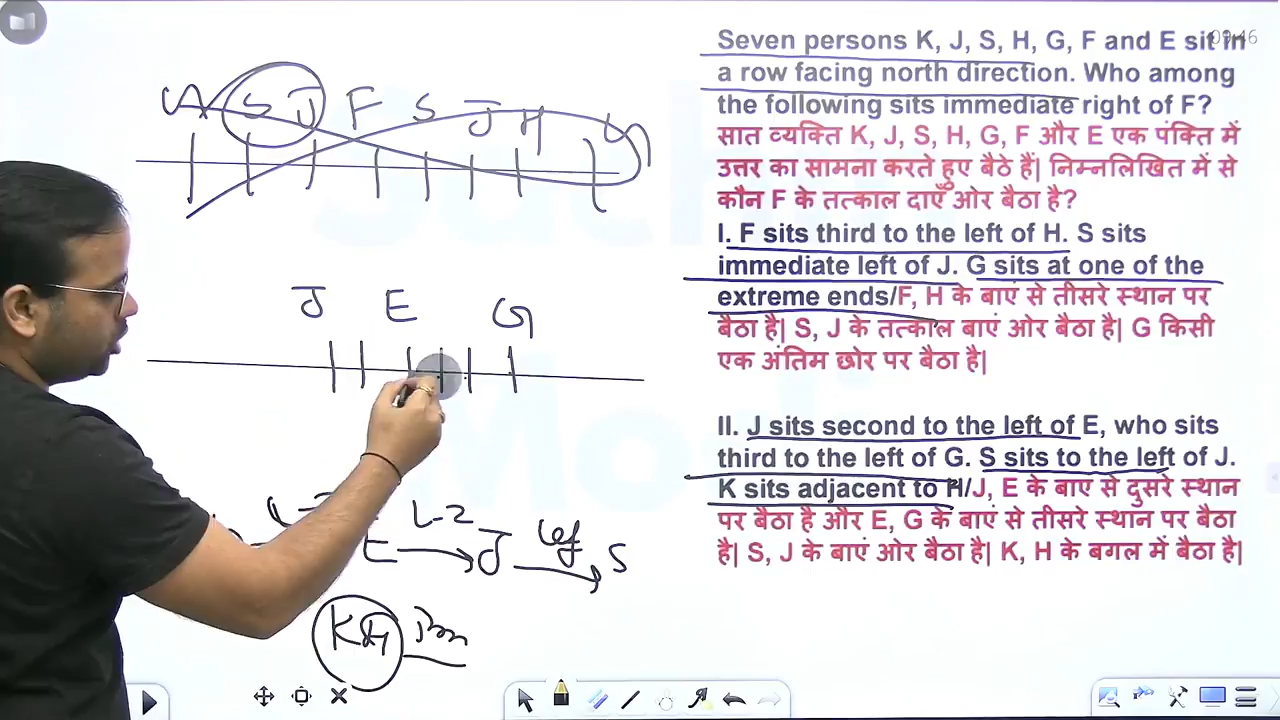 Seven persons K, J, S, H, G, F and E sit in
a row facing north direction. Who among
the following sits immediate right of F?
सात व्यक्ति K, J, S, H, G, F और E एक पंक्ति में
उत्तर का सामना करते हुए बैठे हैं| निम्नलिखित में से
कौन F के तत्काल दाएँ ओर बैठा है?
I. F sits third to the left of H. S sits
immediate left of J. G sits at one of the
extreme ends/F, H के बाएं से तीसरे स्थान पर
बैठा है| S, J के तत्काल बाएं ओर बैठा है| G किसी
एक अंतिम छोर पर बैठा है|
II. J sits second to the left of E, who sits
third to the left of G. S sits to the left of J.
K sits adjacent to H/J, E के बाएं से दुसरे स्थान
पर बैठा है और E, G के बाएं से तीसरे स्थान पर बैठा
है| S, J के बाएं ओर बैठा है| K, H के बगल में बैठा है|
G S J F S J H G
J E G
E L-2 J lef S